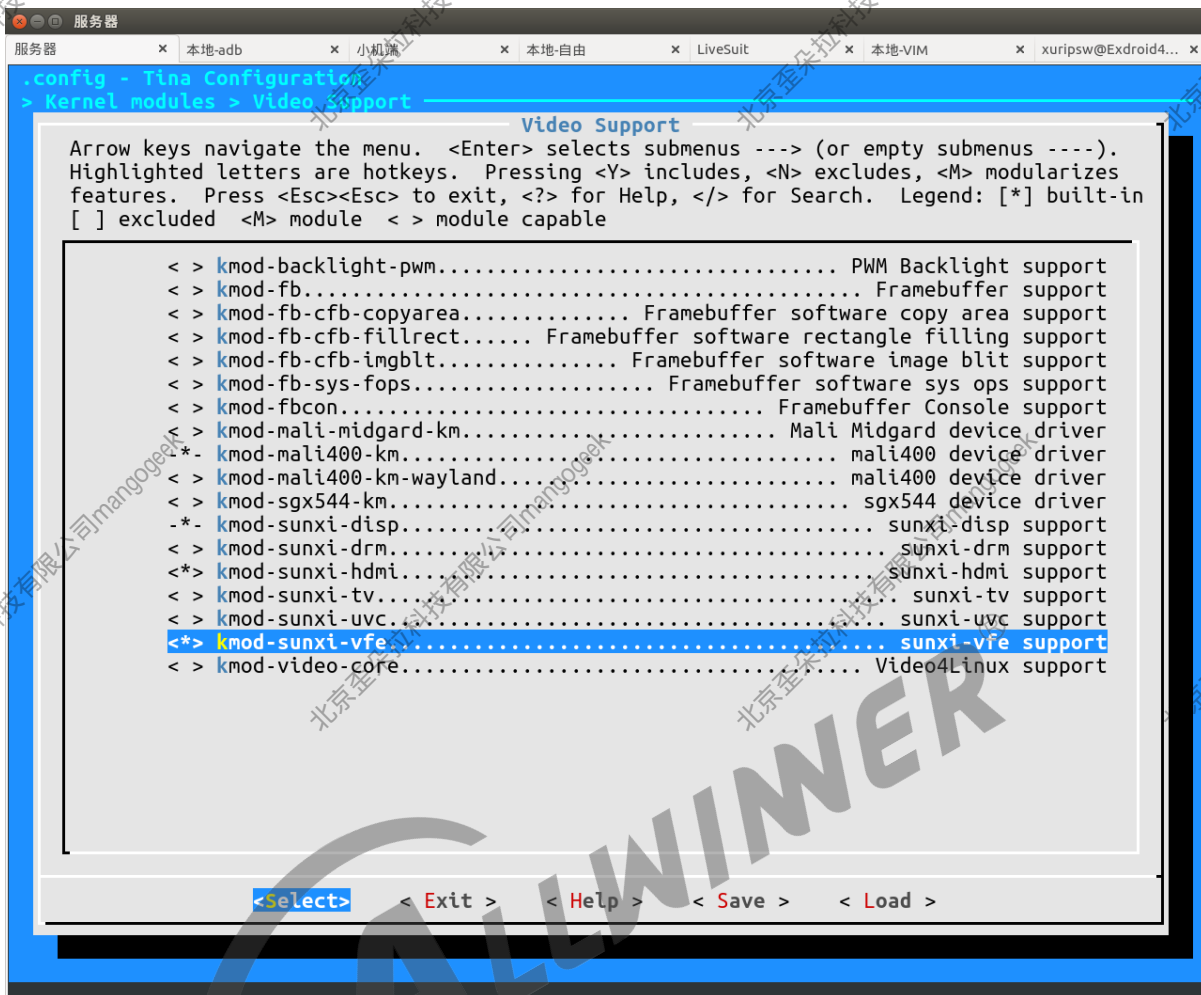 服务器
服务器 × 本地-adb × 小机端 × 本地-自由 × LiveSuit × 本地-VIM × xuripsw@Exdroid4... ×
.config - Tina Configuration
> Kernel modules > Video Support
Video Support
Arrow keys navigate the menu.  <Enter> selects submenus ---> (or empty submenus ----).
Highlighted letters are hotkeys.  Pressing <Y> includes, <N> excludes, <M> modularizes
features.  Press <Esc><Esc> to exit, <?> for Help, </> for Search.  Legend: [*] built-in
[ ] excluded  <M> module  < > module capable
< > kmod-backlight-pwm................................. PWM Backlight support
< > kmod-fb.............................................. Framebuffer support
< > kmod-fb-cfb-copyarea.............. Framebuffer software copy area support
< > kmod-fb-cfb-fillrect...... Framebuffer software rectangle filling support
< > kmod-fb-cfb-imgblt............... Framebuffer software image blit support
< > kmod-fb-sys-fops.................... Framebuffer software sys ops support
< > kmod-fbcon................................... Framebuffer Console support
< > kmod-mali-midgard-km.......................... Mali Midgard device driver
-*- kmod-mali400-km.................................... mali400 device driver
< > kmod-mali400-km-wayland............................ mali400 device driver
< > kmod-sgx544-km...................................... sgx544 device driver
-*- kmod-sunxi-disp....................................... sunxi-disp support
< > kmod-sunxi-drm......................................... sunxi-drm support
<*> kmod-sunxi-hdmi....................................... sunxi-hdmi support
< > kmod-sunxi-tv........................................... sunxi-tv support
< > kmod-sunxi-uvc......................................... sunxi-uvc support
<*> kmod-sunxi-vfe......................................... sunxi-vfe support
< > kmod-video-core...................................... Video4Linux support
<Select>    < Exit >    < Help >    < Save >    < Load >
北京歪朵拉科技有限公司mangogeek
ALLWINNER